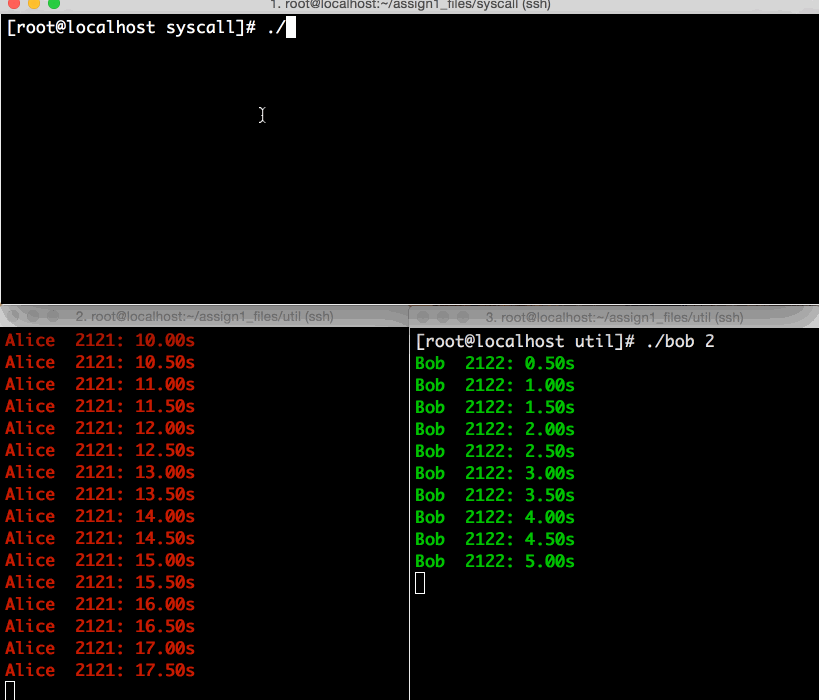 1. root@localhost:~/assign1_files/syscall (ssh)
[root@localhost syscall]# ./
2. root@localhost:~/assign1_files/util (ssh)
Alice  2121: 10.00s
Alice  2121: 10.50s
Alice  2121: 11.00s
Alice  2121: 11.50s
Alice  2121: 12.00s
Alice  2121: 12.50s
Alice  2121: 13.00s
Alice  2121: 13.50s
Alice  2121: 14.00s
Alice  2121: 14.50s
Alice  2121: 15.00s
Alice  2121: 15.50s
Alice  2121: 16.00s
Alice  2121: 16.50s
Alice  2121: 17.00s
Alice  2121: 17.50s
3. root@localhost:~/assign1_files/util (ssh)
[root@localhost util]# ./bob 2
Bob  2122: 0.50s
Bob  2122: 1.00s
Bob  2122: 1.50s
Bob  2122: 2.00s
Bob  2122: 2.50s
Bob  2122: 3.00s
Bob  2122: 3.50s
Bob  2122: 4.00s
Bob  2122: 4.50s
Bob  2122: 5.00s